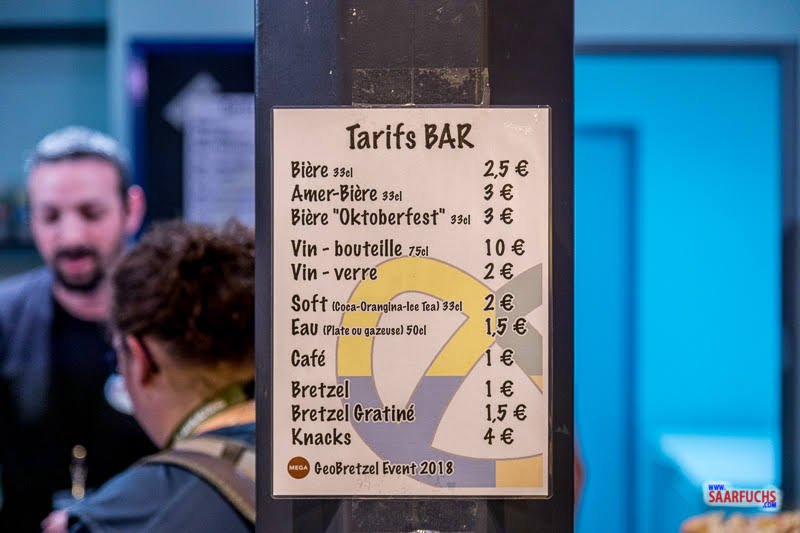 Tarifs BAR
Bière 33cl 2,5 €
Amer-Bière 33cl 3 €
Bière "Oktoberfest" 33cl 3 €
Vin - bouteille 75cl 10 €
Vin - verre 2 €
Soft (Coca-Orangina-Ice Tea) 33cl 2 €
Eau (Plate ou gazeuse) 50cl 1,5 €
Café 1 €
Bretzel 1 €
Bretzel Gratiné 1,5 €
Knacks 4 €
MEGA GeoBretzel Event 2018
WWW.
SAARFUCHS
.COM